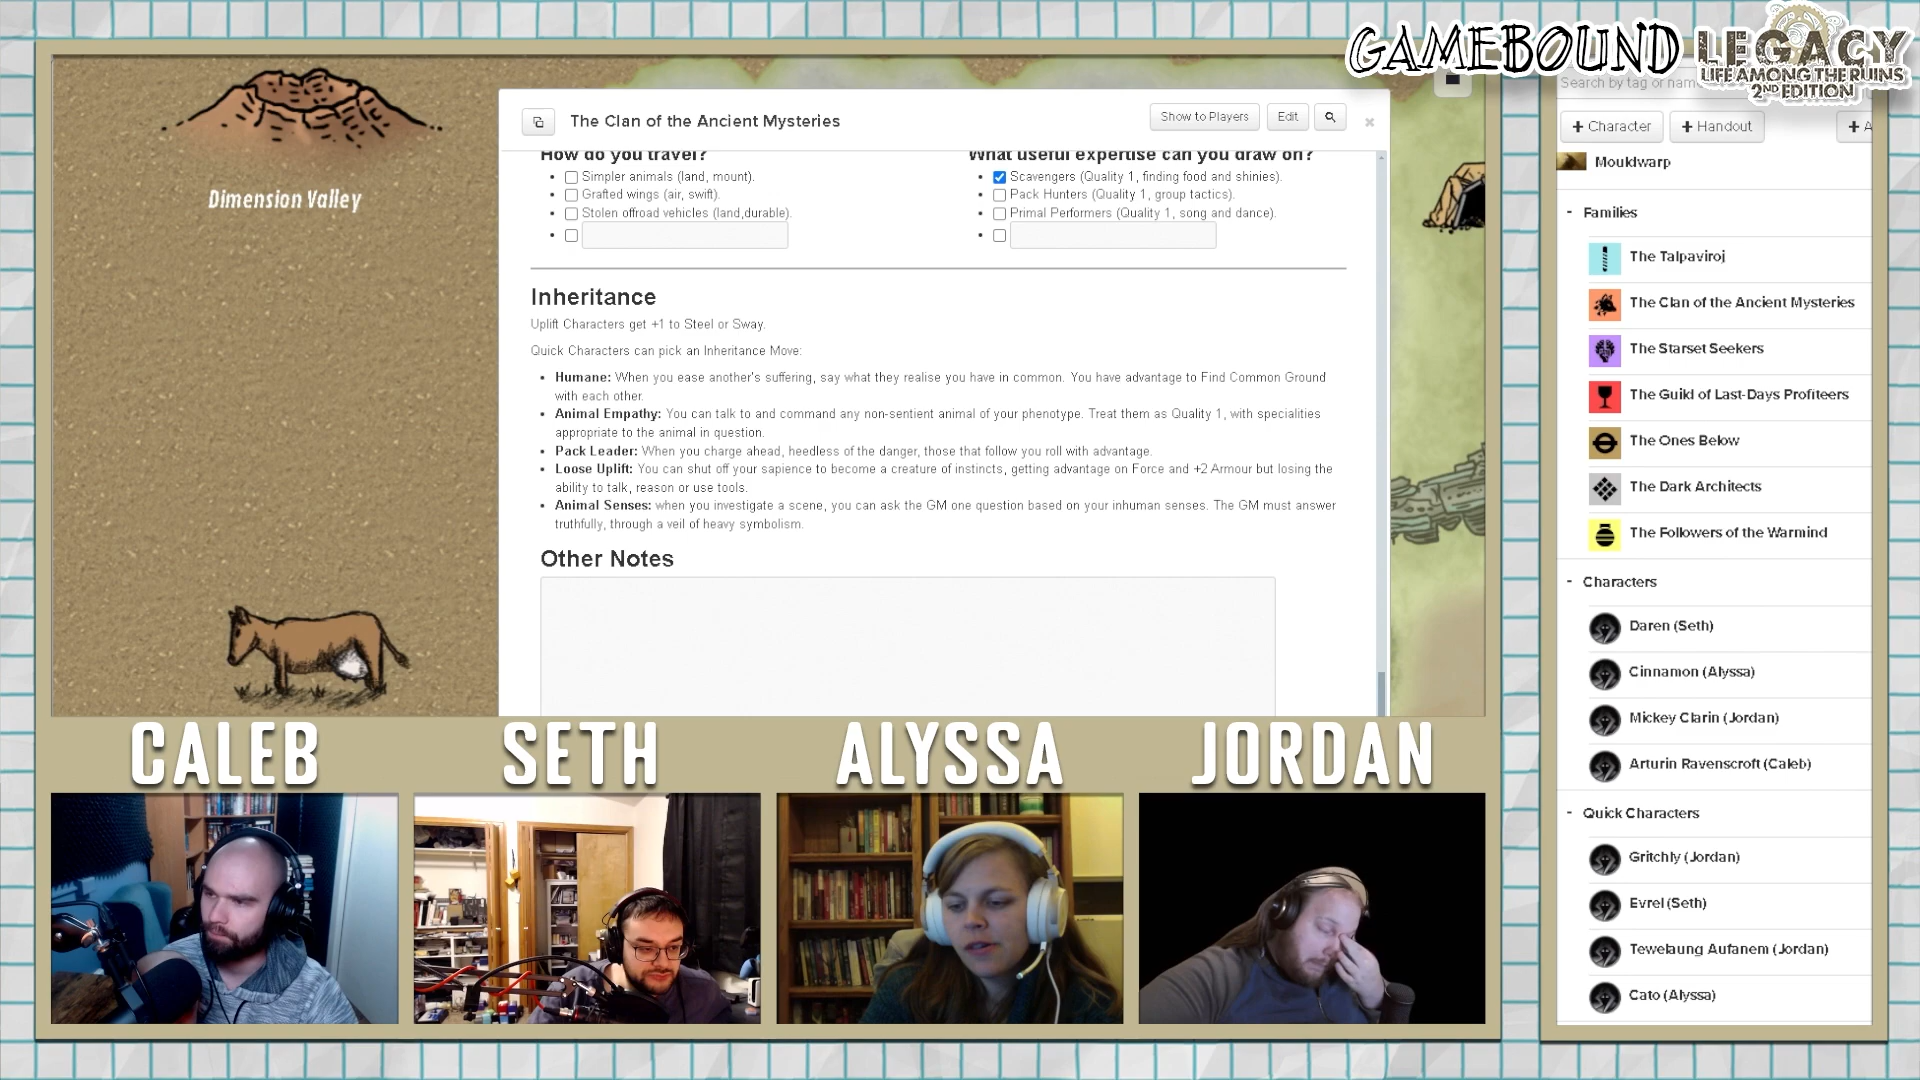 GAMEBOUND
LEGACY
LIFE AMONG THE RUINS
2ND EDITION
Dimension Valley
The Clan of the Ancient Mysteries
Show to Players
Edit
How do you travel?
Simpler animals (land, mount).
Grafted wings (air, swift).
Stolen offroad vehicles (land,durable).
What useful expertise can you draw on?
Scavengers (Quality 1, finding food and shinies).
Pack Hunters (Quality 1, group tactics).
Primal Performers (Quality 1, song and dance).
Inheritance
Uplift Characters get +1 to Steel or Sway.
Quick Characters can pick an Inheritance Move:
Humane: When you ease another's suffering, say what they realise you have in common. You have advantage to Find Common Ground
with each other.
Animal Empathy: You can talk to and command any non-sentient animal of your phenotype. Treat them as Quality 1, with specialities
appropriate to the animal in question.
Pack Leader: When you charge ahead, heedless of the danger, those that follow you roll with advantage.
Loose Uplift: You can shut off your sapience to become a creature of instincts, getting advantage on Force and +2 Armour but losing the
ability to talk, reason or use tools.
Animal Senses: when you investigate a scene, you can ask the GM one question based on your inhuman senses. The GM must answer
truthfully, through a veil of heavy symbolism.
Other Notes
Search by tag or name
+ Character
+ Handout
+ A
Mouldwarp
- Families
The Talpaviroj
The Clan of the Ancient Mysteries
The Starset Seekers
The Guild of Last-Days Profiteers
The Ones Below
The Dark Architects
The Followers of the Warmind
- Characters
Daren (Seth)
Cinnamon (Alyssa)
Mickey Clarin (Jordan)
Arturin Ravenscroft (Caleb)
- Quick Characters
Gritchly (Jordan)
Evrel (Seth)
Tewelaung Aufanem (Jordan)
Cato (Alyssa)
CALEB
SETH
ALYSSA
JORDAN